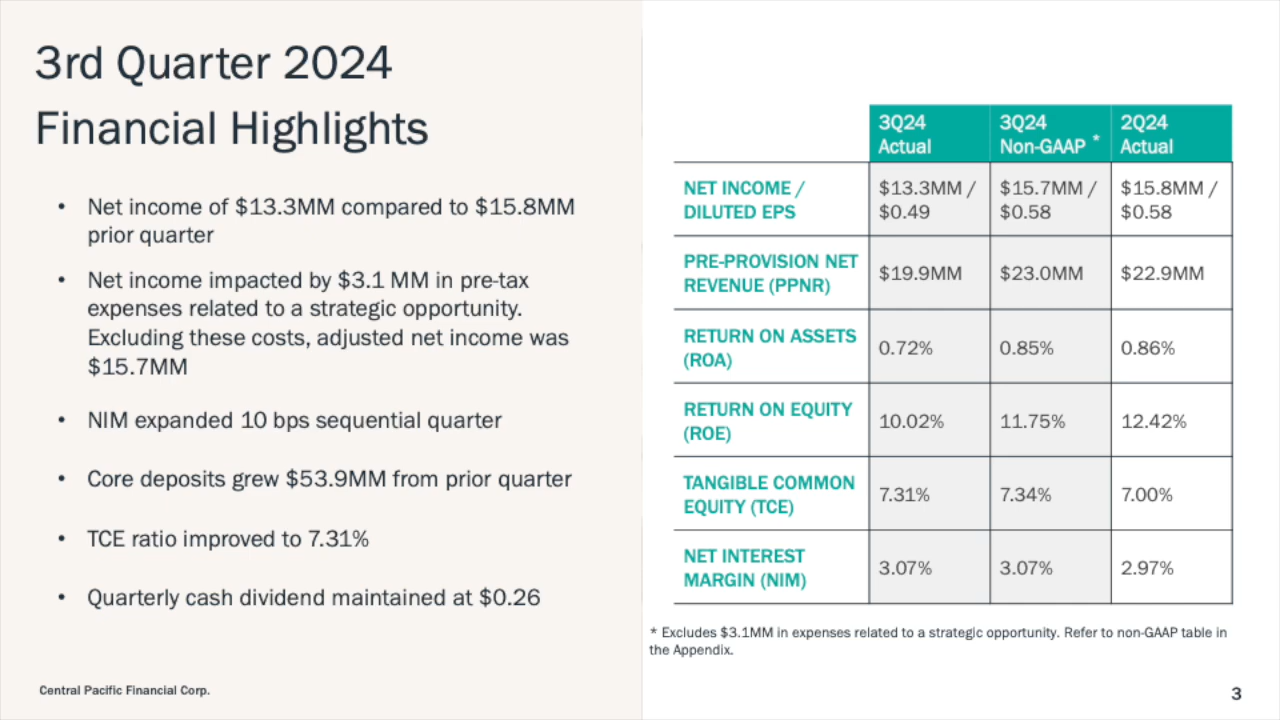 3rd Quarter 2024
Financial Highlights
• Net income of $13.3MM compared to $15.8MM
prior quarter
• Net income impacted by $3.1 MM in pre-tax
expenses related to a strategic opportunity.
Excluding these costs, adjusted net income was
$15.7MM
• NIM expanded 10 bps sequential quarter
• Core deposits grew $53.9MM from prior quarter
• TCE ratio improved to 7.31%
• Quarterly cash dividend maintained at $0.26
3Q24 3Q24 2Q24
Actual Non-GAAP * Actual
NET INCOME / $13.3MM / $15.7MM / $15.8MM /
DILUTED EPS $0.49 $0.58 $0.58
PRE-PROVISION NET
REVENUE (PPNR) $19.9MM $23.0MM $22.9MM
RETURN ON ASSETS
(ROA) 0.72% 0.85% 0.86%
RETURN ON EQUITY
(ROE) 10.02% 11.75% 12.42%
TANGIBLE COMMON
EQUITY (TCE) 7.31% 7.34% 7.00%
NET INTEREST
MARGIN (NIM) 3.07% 3.07% 2.97%
* Excludes $3.1MM in expenses related to a strategic opportunity. Refer to non-GAAP table in
the Appendix.
Central Pacific Financial Corp.
3